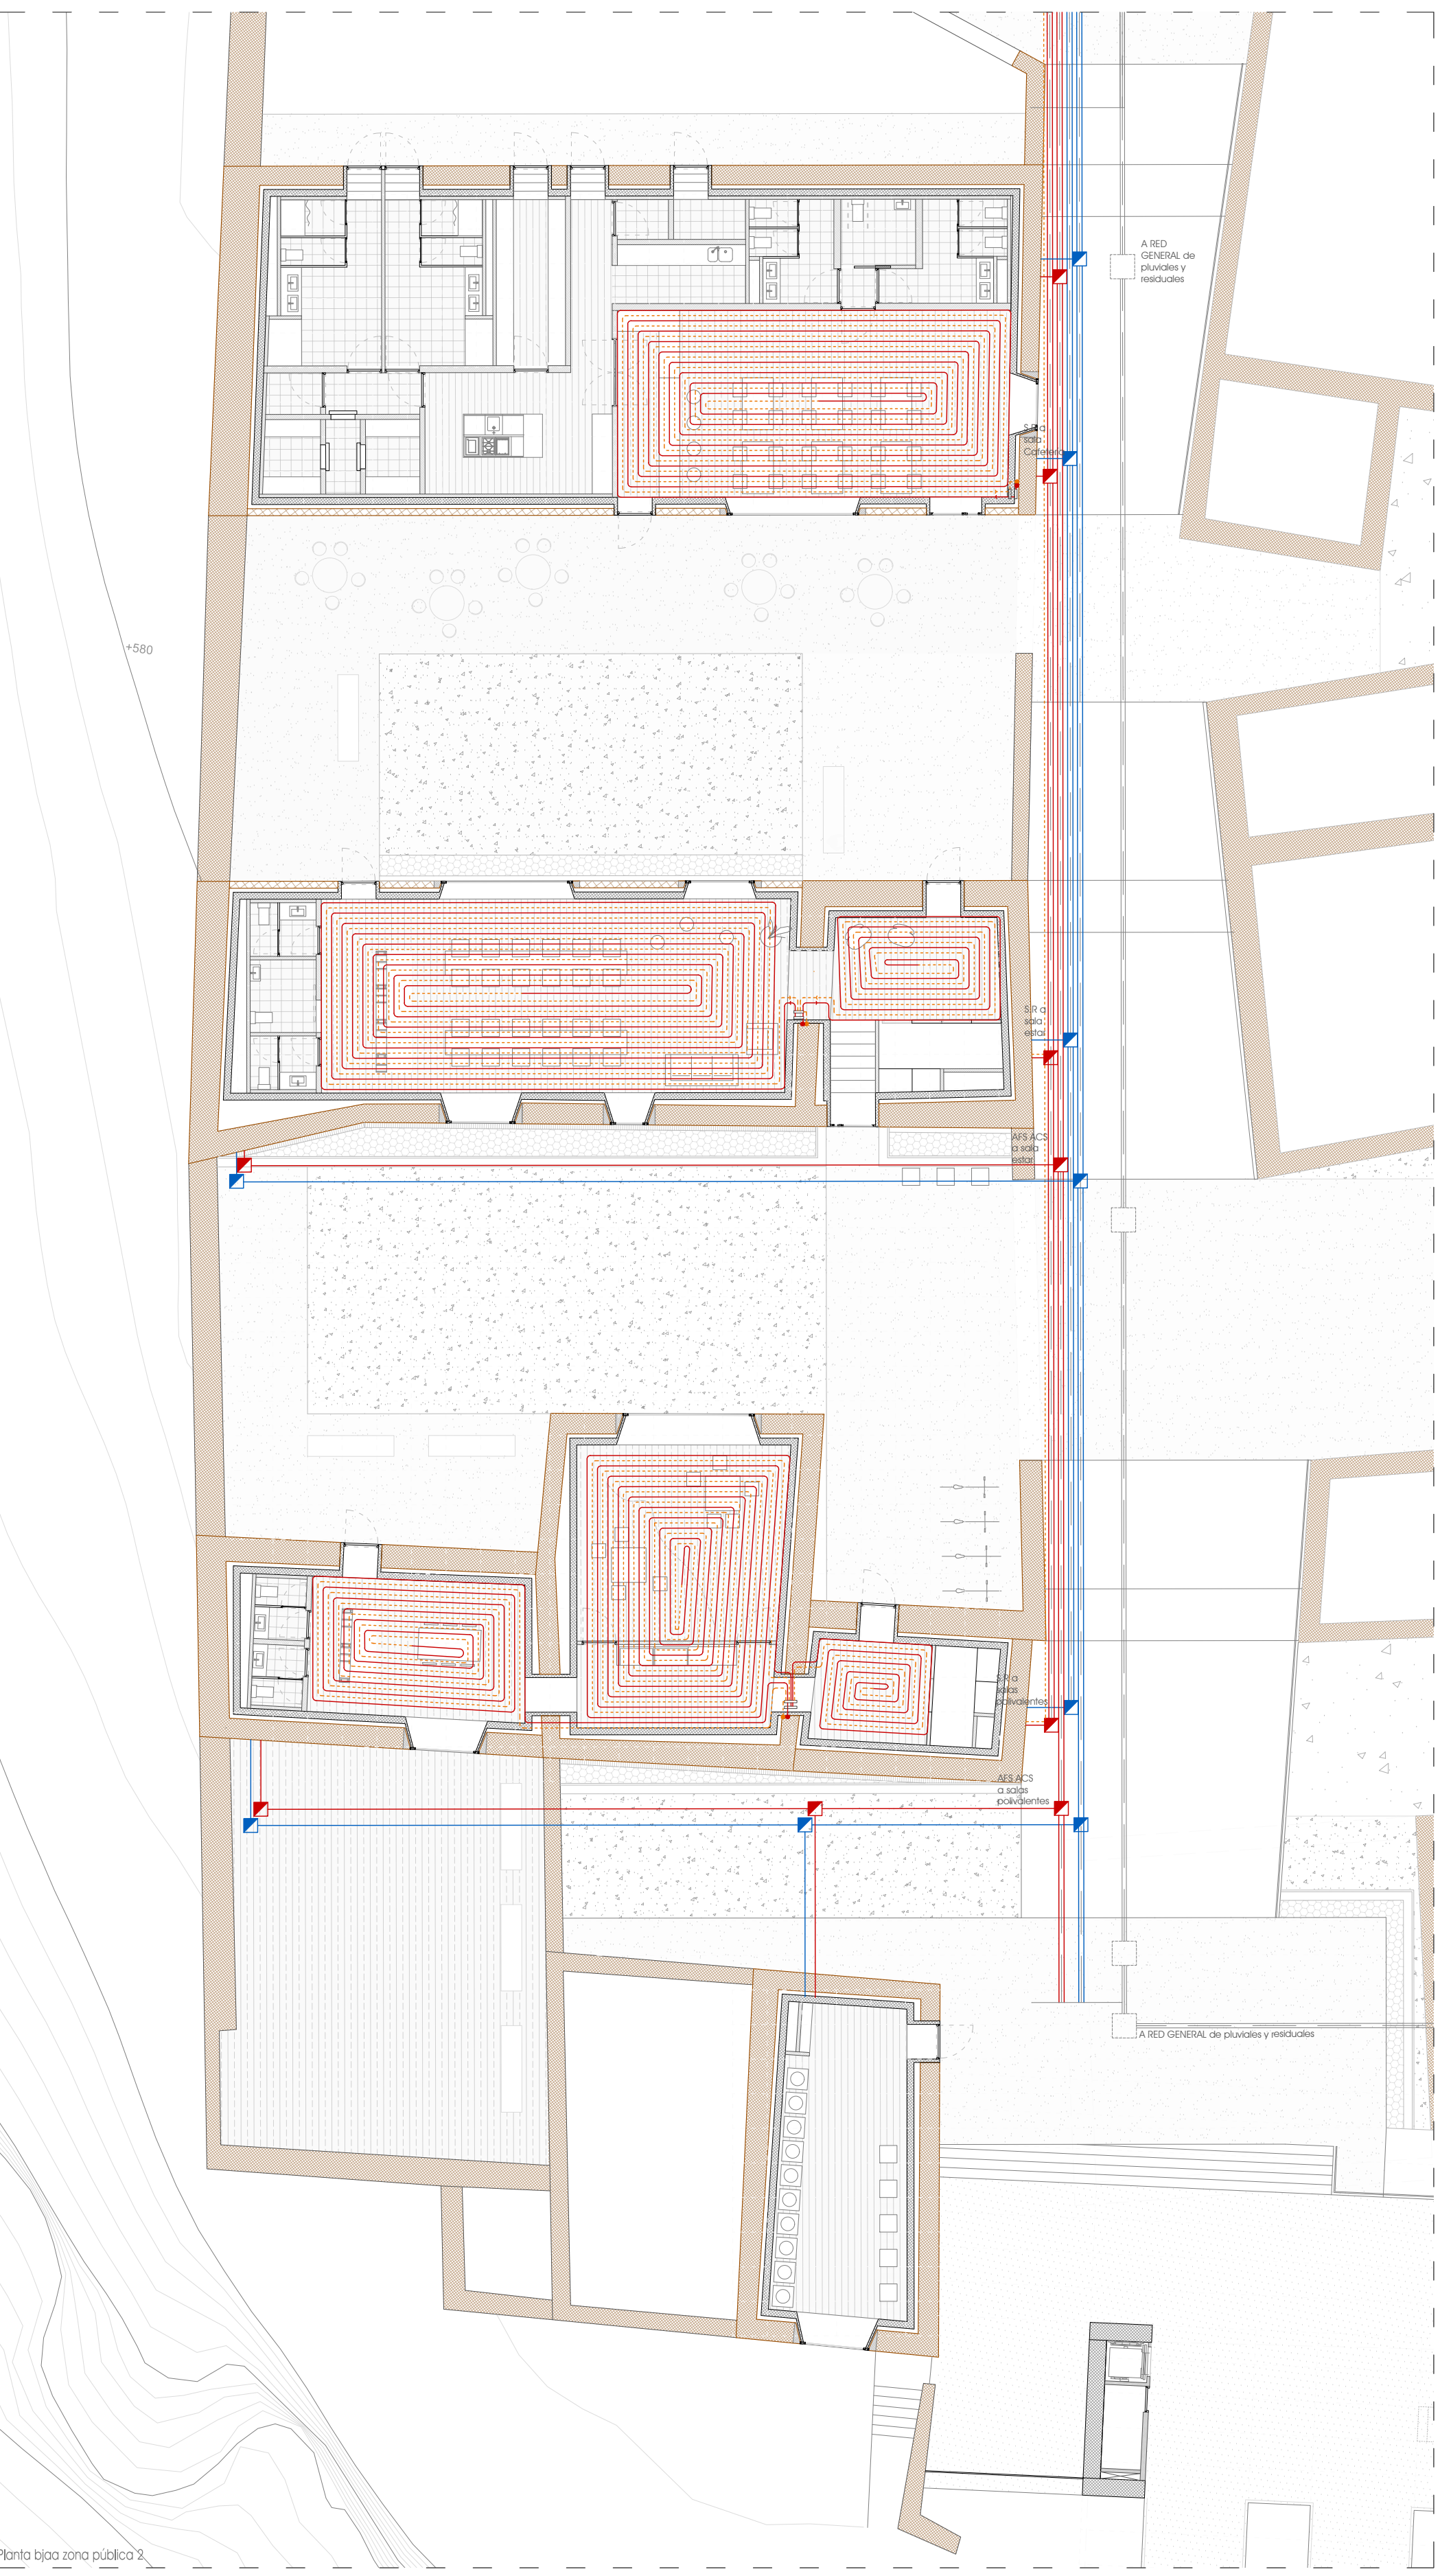 A RED
GENERAL de
pluviales y
residuales
S.R a
sala
Cafetería
+580
S.R a
sala
estar
AFS ACS
a sala
estar
S.R a
salas
polivalentes
AFS ACS
a salas
polivalentes
A RED GENERAL de pluviales y residuales
Planta bjaa zona pública 2